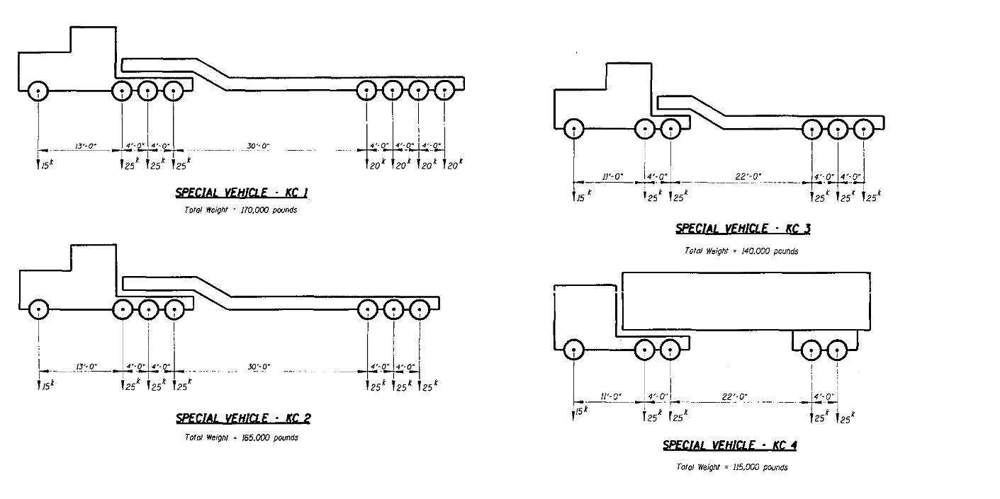 13'-0" 4'-0" 4'-0" 30'-0" 4'-0" 4'-0" 4'-0"
15k 25k 25k 25k 20k 20k 20k 20k
SPECIAL VEHICLE - KC 1
Total Weight = 170,000 pounds
13'-0" 4'-0" 4'-0" 30'-0" 4'-0" 4'-0"
15k 25k 25k 25k 25k 25k 25k
SPECIAL VEHICLE - KC 2
Total Weight = 165,000 pounds
11'-0" 4'-0" 22'-0" 4'-0" 4'-0"
15k 25k 25k 25k 25k 25k
SPECIAL VEHICLE - KC 3
Total Weight = 140,000 pounds
11'-0" 4'-0" 22'-0" 4'-0"
15k 25k 25k 25k 25k
SPECIAL VEHICLE - KC 4
Total Weight = 115,000 pounds